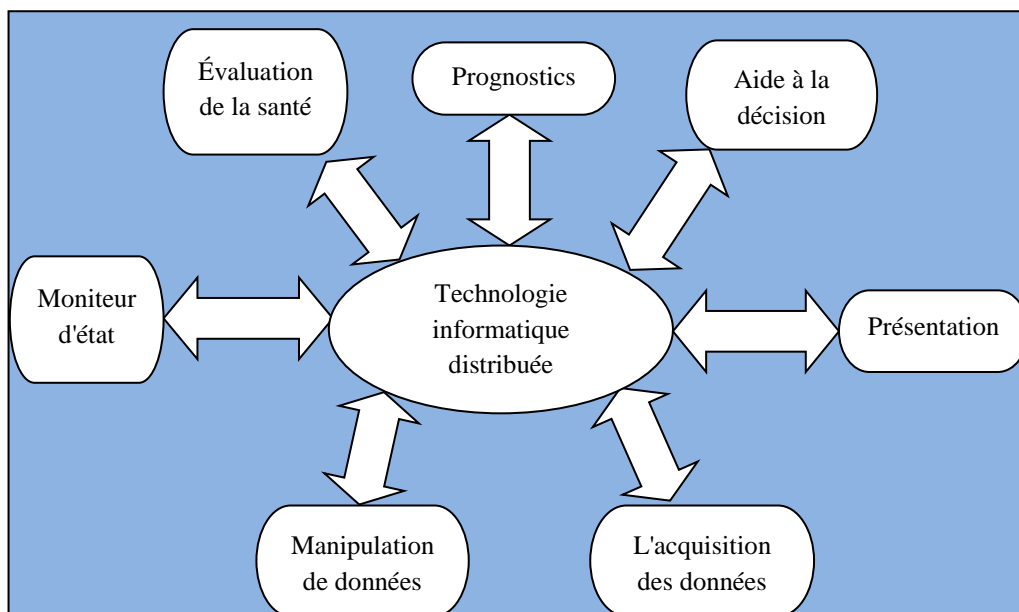 Évaluation
de la santé
Prognostics
Aide à la
décision
Moniteur
d'état
Technologie
informatique
distribuée
Présentation
Manipulation
de données
L'acquisition
des données